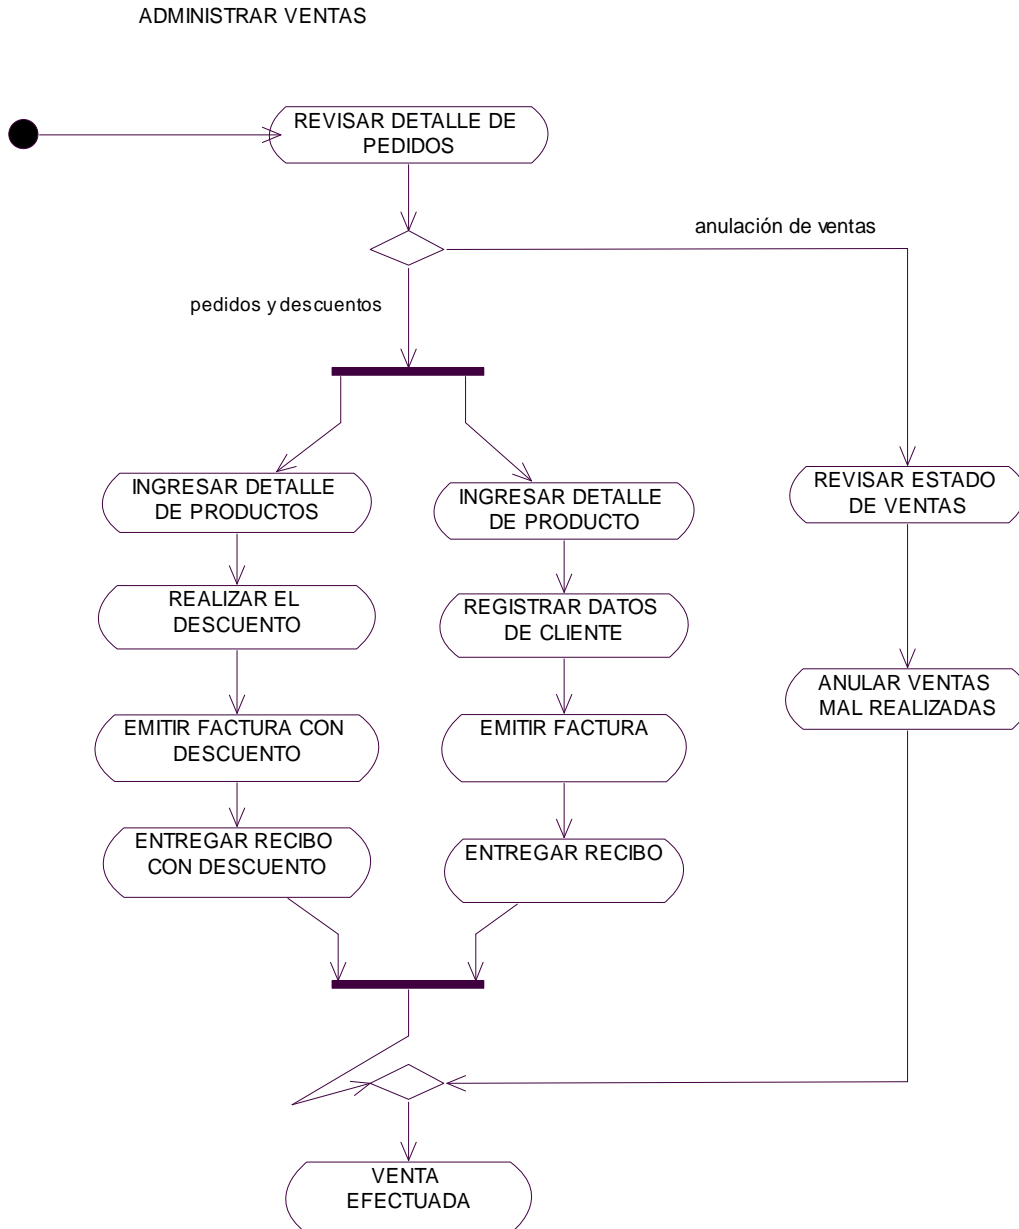 ADMINISTRAR VENTAS
REVISAR DETALLE DE
PEDIDOS
anulación de ventas
pedidos y descuentos
INGRESAR DETALLE
DE PRODUCTOS
INGRESAR DETALLE
DE PRODUCTO
REVISAR ESTADO
DE VENTAS
REALIZAR EL
DESCUENTO
REGISTRAR DATOS
DE CLIENTE
ANULAR VENTAS
MAL REALIZADAS
EMITIR FACTURA CON
DESCUENTO
EMITIR FACTURA
ENTREGAR RECIBO
CON DESCUENTO
ENTREGAR RECIBO
VENTA
EFECTUADA